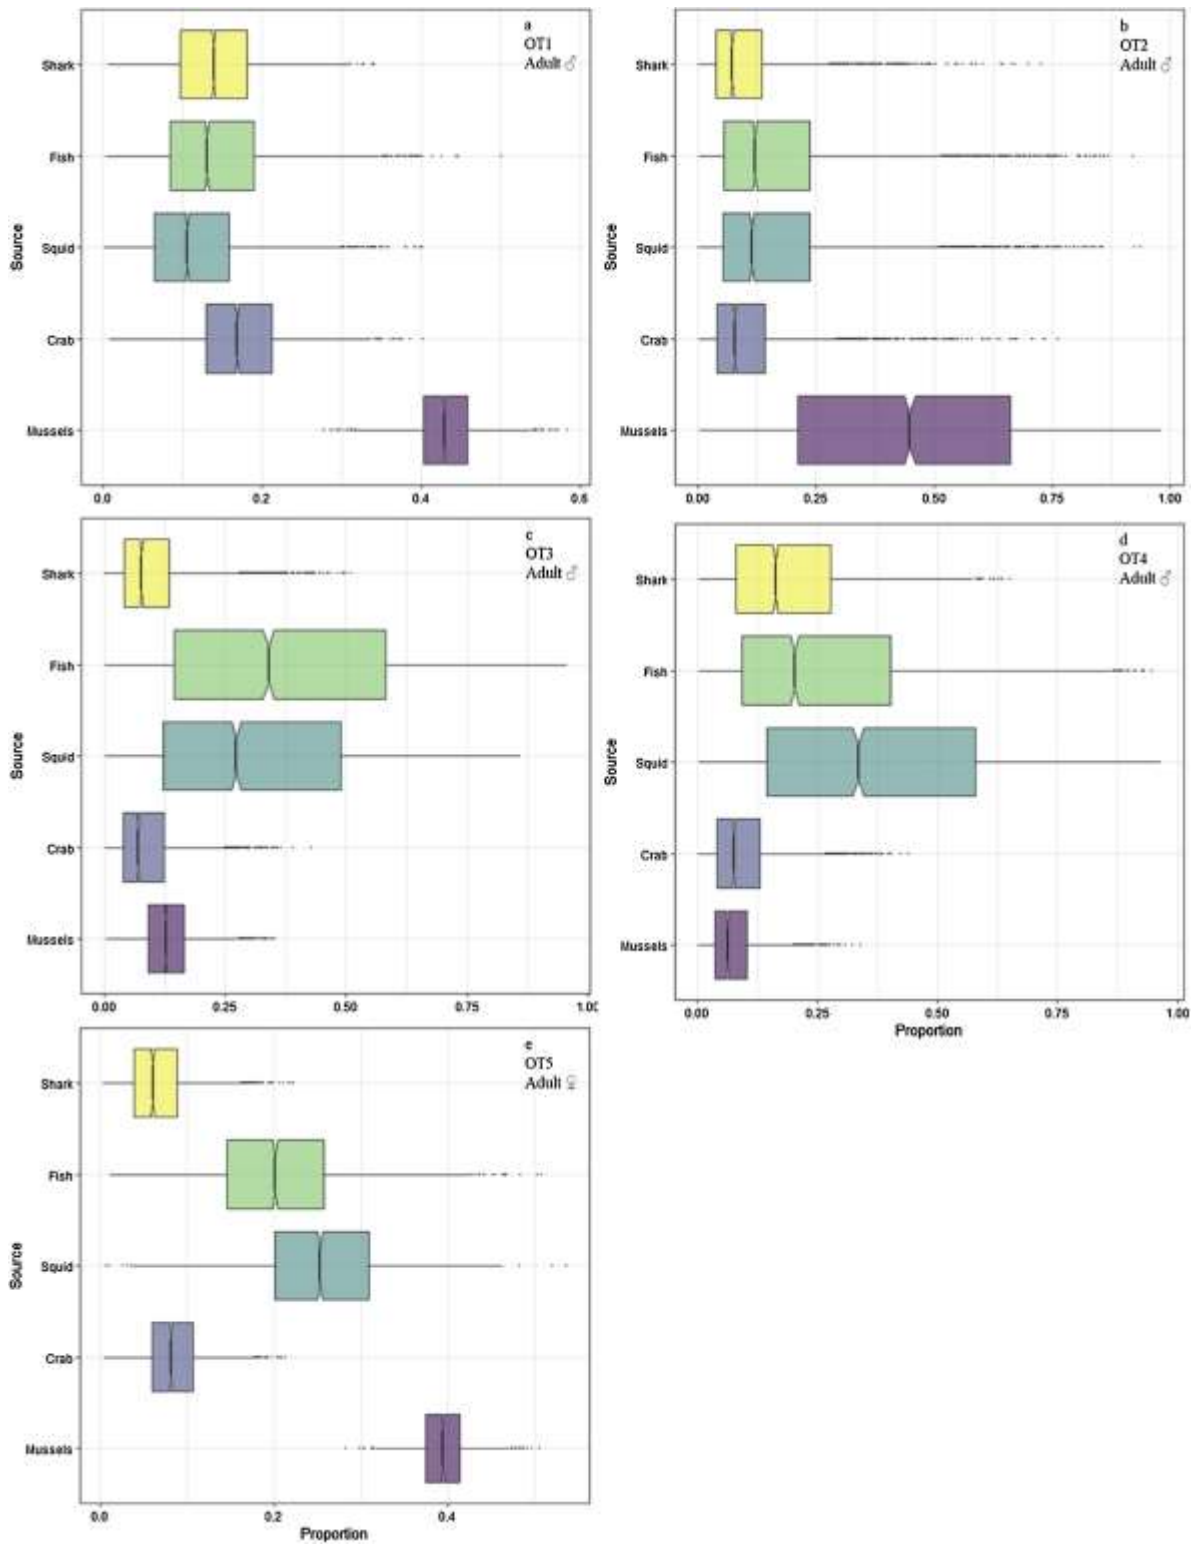 a
OT1
Adult ♂
Shark
Fish
Squid
Crab
Mussels
Source
0.0 0.2 0.4 0.6
b
OT2
Adult ♂
Shark
Fish
Squid
Crab
Mussels
Source
0.00 0.25 0.50 0.75 1.00
c
OT3
Adult ♂
Shark
Fish
Squid
Crab
Mussels
Source
0.00 0.25 0.50 0.75 1.00
d
OT4
Adult ♂
Shark
Fish
Squid
Crab
Mussels
Source
0.00 0.25 0.50 0.75 1.00
Proportion
e
OT5
Adult ♀
Shark
Fish
Squid
Crab
Mussels
Source
0.0 0.2 0.4
Proportion